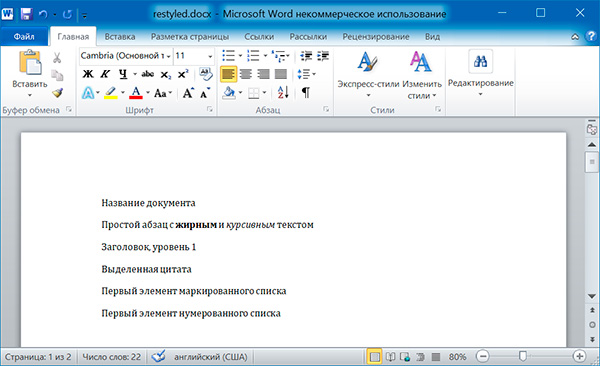 restyled.docx - Microsoft Word некоммерческое использование
Файл Главная Вставка Разметка страницы Ссылки Рассылки Рецензирование Вид
Cambria (Основной т 11
Вставить
Ж К Ч abc x₂ x²
Aa А А
Экспресс-стили Изменить стили Редактирование
Буфер обмена Шрифт Абзац Стили
Название документа
Простой абзац с жирным и курсивным текстом
Заголовок, уровень 1
Выделенная цитата
Первый элемент маркированного списка
Первый элемент нумерованного списка
Страница: 1 из 2 Число слов: 22 английский (США) 80%